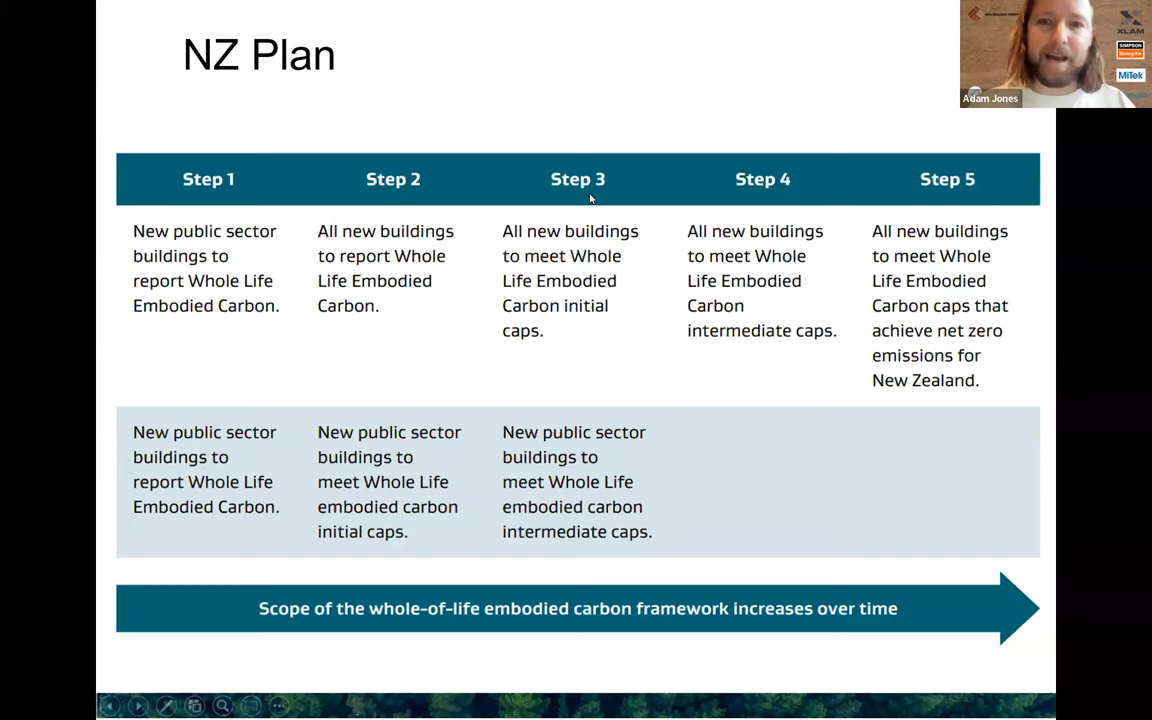 NZ Plan
XLAM
SIMPSON
Strong-Tie
MiTek
Adam Jones
Step 1
Step 2
Step 3
Step 4
Step 5
New public sector
buildings to
report Whole Life
Embodied Carbon.
All new buildings
to report Whole
Life Embodied
Carbon.
All new buildings
to meet Whole
Life Embodied
Carbon initial
caps.
All new buildings
to meet Whole
Life Embodied
Carbon
intermediate caps.
All new buildings
to meet Whole
Life Embodied
Carbon caps that
achieve net zero
emissions for
New Zealand.
New public sector
buildings to
report Whole Life
Embodied Carbon.
New public sector
buildings to
meet Whole Life
embodied carbon
initial caps.
New public sector
buildings to
meet Whole Life
embodied carbon
intermediate caps.
Scope of the whole-of-life embodied carbon framework increases over time